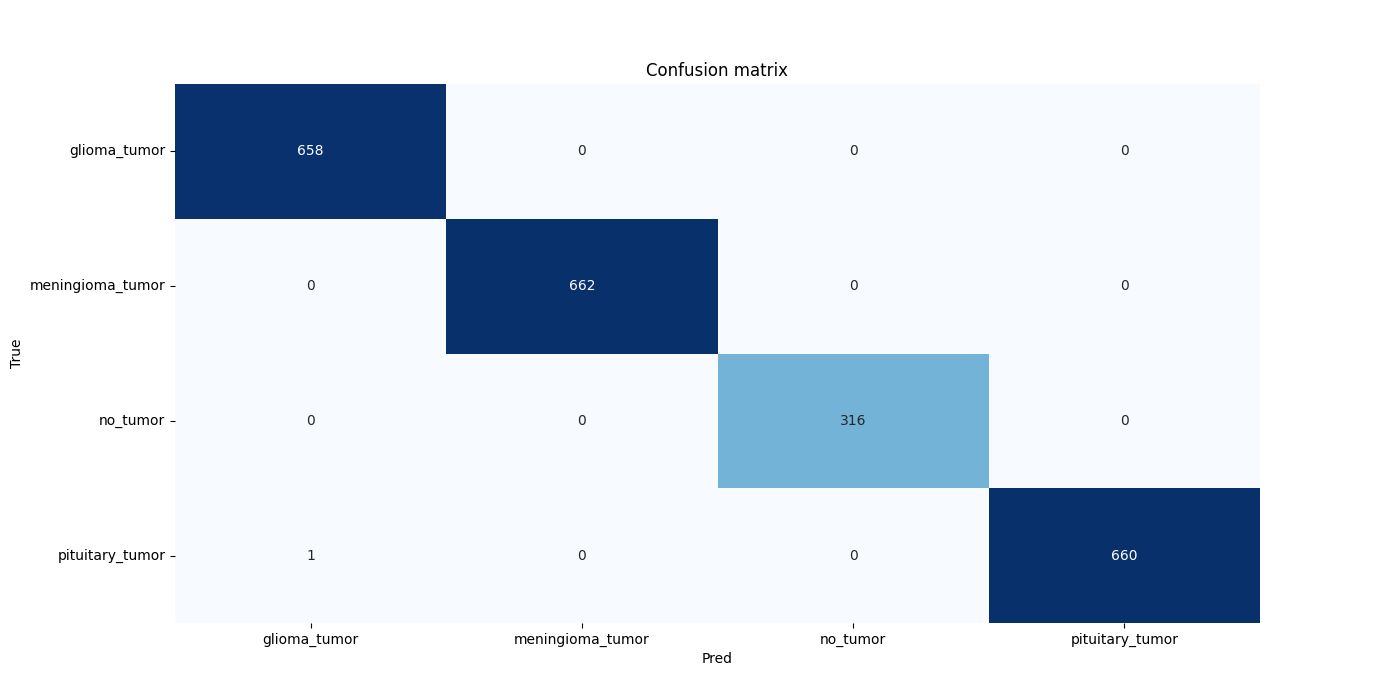 Confusion matrix
True
glioma_tumor 658 0 0 0
meningioma_tumor 0 662 0 0
no_tumor 0 0 316 0
pituitary_tumor 1 0 0 660
glioma_tumor meningioma_tumor no_tumor pituitary_tumor
Pred